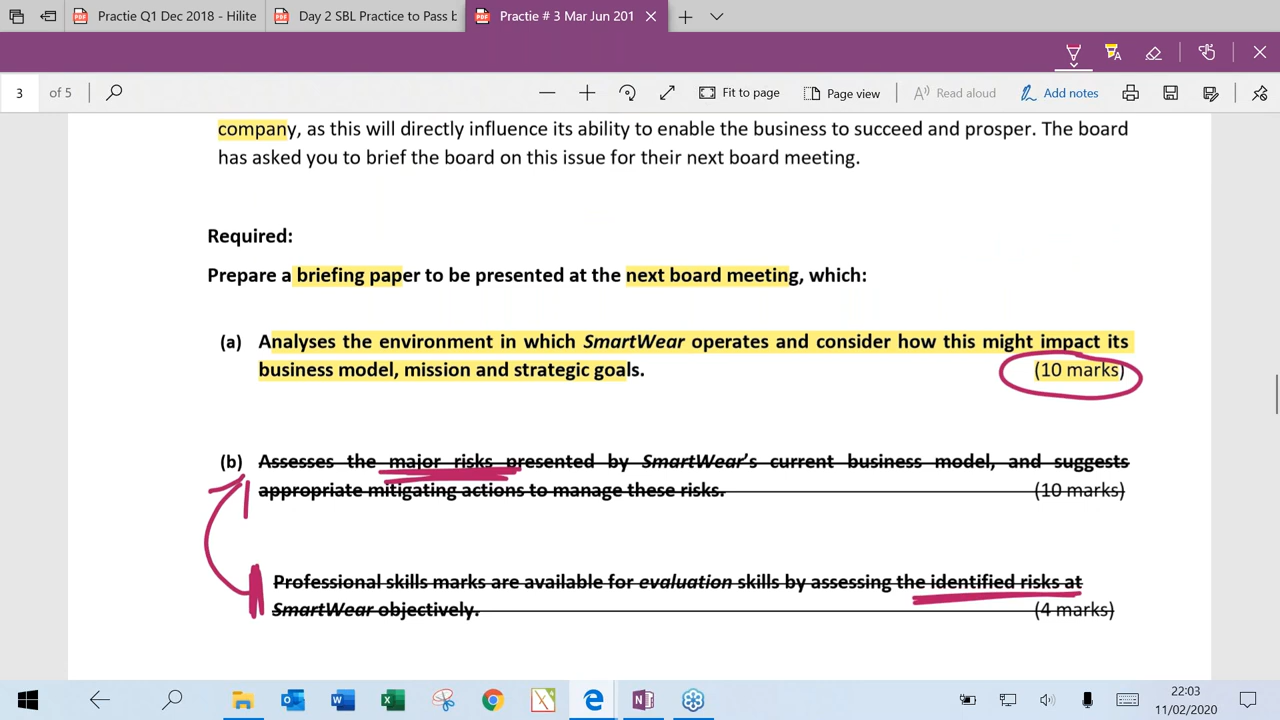 Practie Q1 Dec 2018 - Hilite
Day 2 SBL Practice to Pass b
Practie # 3 Mar Jun 201
3 of 5
Fit to page
Page view
Read aloud
Add notes
company, as this will directly influence its ability to enable the business to succeed and prosper. The board
has asked you to brief the board on this issue for their next board meeting.
Required:
Prepare a briefing paper to be presented at the next board meeting, which:
(a) Analyses the environment in which SmartWear operates and consider how this might impact its
business model, mission and strategic goals. (10 marks)
(b) Assesses the major risks presented by SmartWear's current business model, and suggests
appropriate mitigating actions to manage these risks. (10 marks)
Professional skills marks are available for evaluation skills by assessing the identified risks at
SmartWear objectively. (4 marks)
22:03
11/02/2020